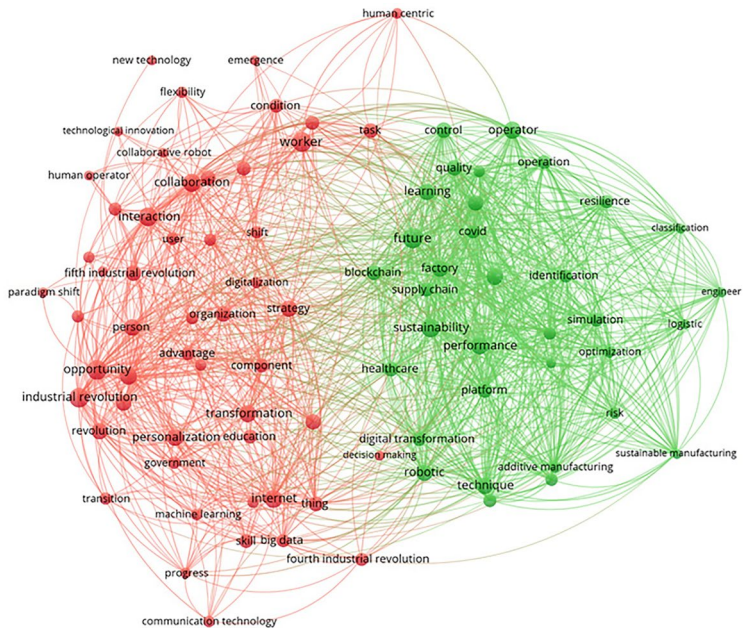 human centric
new technology
emergence
flexibility
condition
technological innovation
worker
task
control
operator
collaborative robot
quality
operation
human operator
collaboration
learning
resilience
interaction
classification
user
shift
future
covid
fifth industrial revolution
blockchain
factory
identification
paradigm shift
digitalization
supply chain
engineer
organization
strategy
person
sustainability
simulation
logistic
advantage
performance
optimization
opportunity
component
healthcare
industrial revolution
platform
transformation
risk
revolution
personalization
education
digital transformation
government
decision making
sustainable manufacturing
robotic
additive manufacturing
technique
transition
internet
thing
machine learning
skill
big data
fourth industrial revolution
progress
communication technology